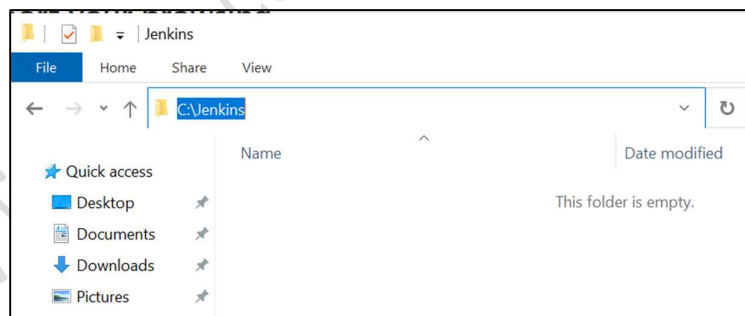 Jenkins
File Home Share View
C:\Jenkins
Name Date modified
Quick access
This folder is empty.
Desktop
Documents
Downloads
Pictures